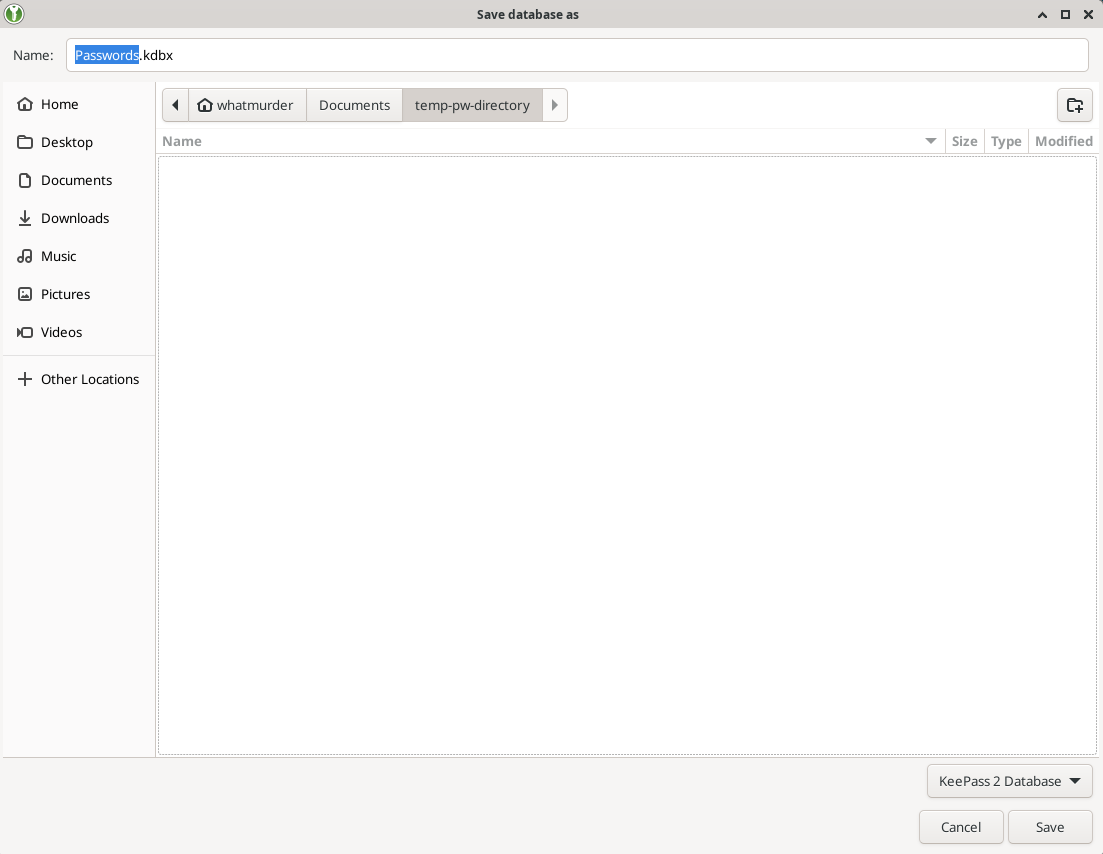 Save database as
Name: Passwords.kdbx
Home
Desktop
Documents
Downloads
Music
Pictures
Videos
Other Locations
whatmurder Documents temp-pw-directory
Name Size Type Modified
KeePass 2 Database
Cancel Save